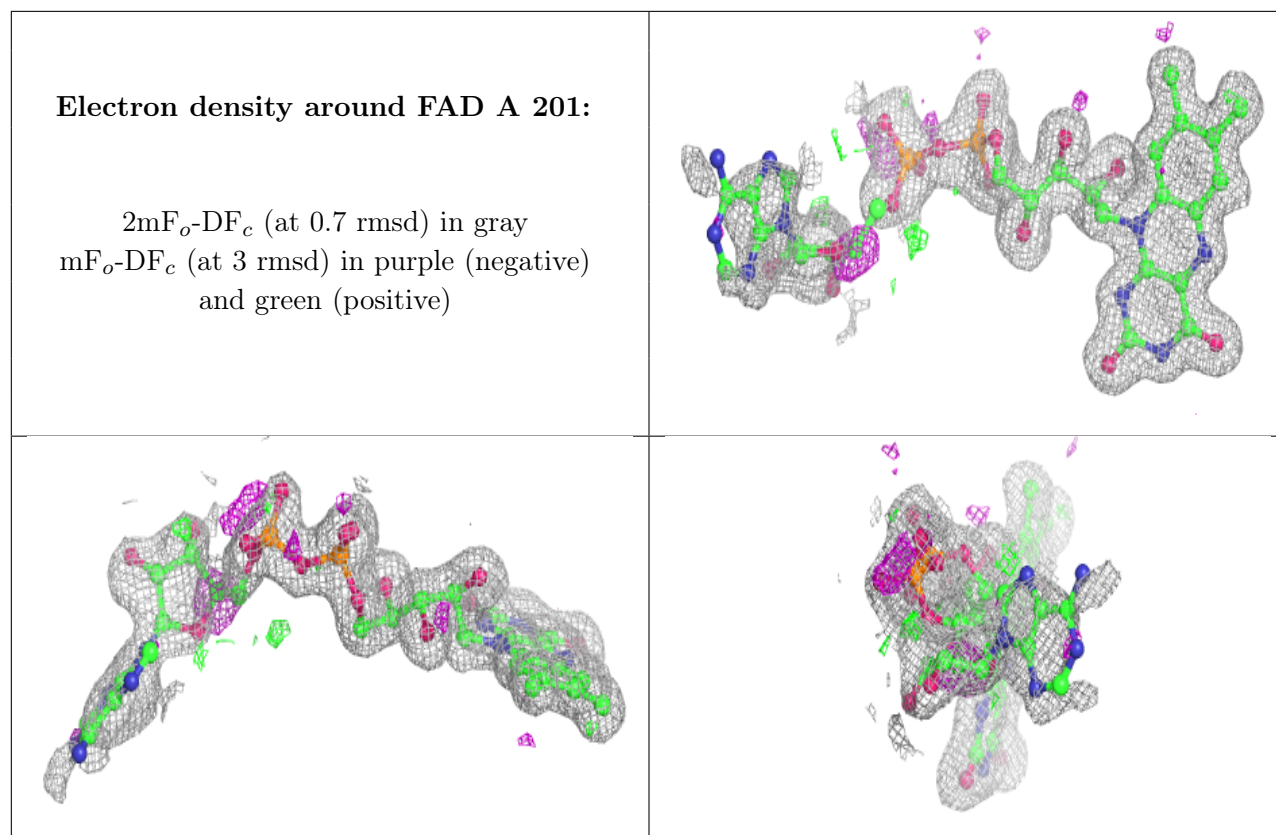 Electron density around FAD A 201:
2mFo-DFc (at 0.7 rmsd) in gray
mFo-DFc (at 3 rmsd) in purple (negative)
and green (positive)